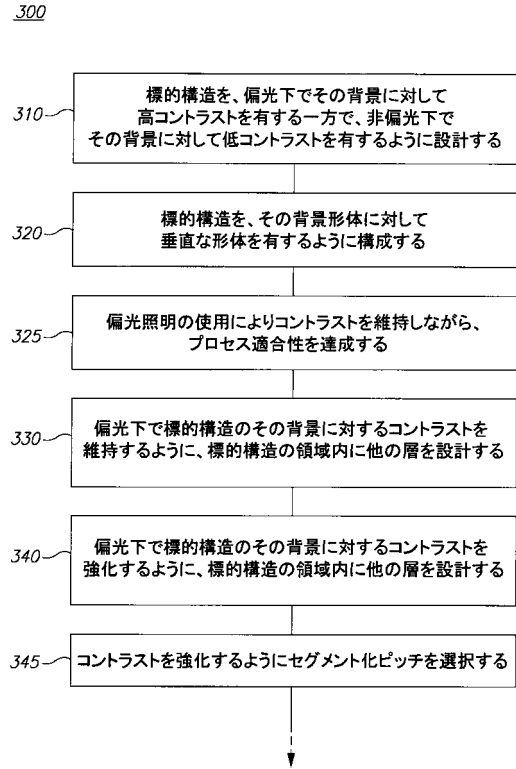 300
310
標的構造を、偏光下でその背景に対して
高コントラストを有する一方で、非偏光下で
その背景に対して低コントラストを有するように設計する
320
標的構造を、その背景形体に対して
垂直な形体を有するように構成する
325
偏光照明の使用によりコントラストを維持しながら、
プロセス適合性を達成する
330
偏光下で標的構造のその背景に対するコントラストを
維持するように、標的構造の領域内に他の層を設計する
340
偏光下で標的構造のその背景に対するコントラストを
強化するように、標的構造の領域内に他の層を設計する
345
コントラストを強化するようにセグメント化ピッチを選択する